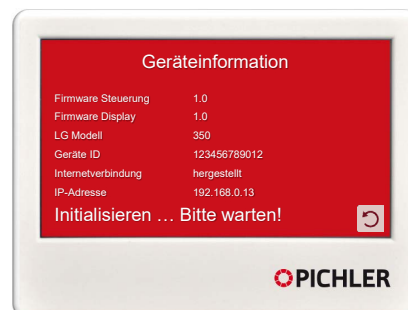 Geräteinformation
Firmware Steuerung 1.0
Firmware Display 1.0
LG Modell 350
Geräte ID 123456789012
Internetverbindung hergestellt
IP-Adresse 192.168.0.13
Initialisieren … Bitte warten!
PICHLER